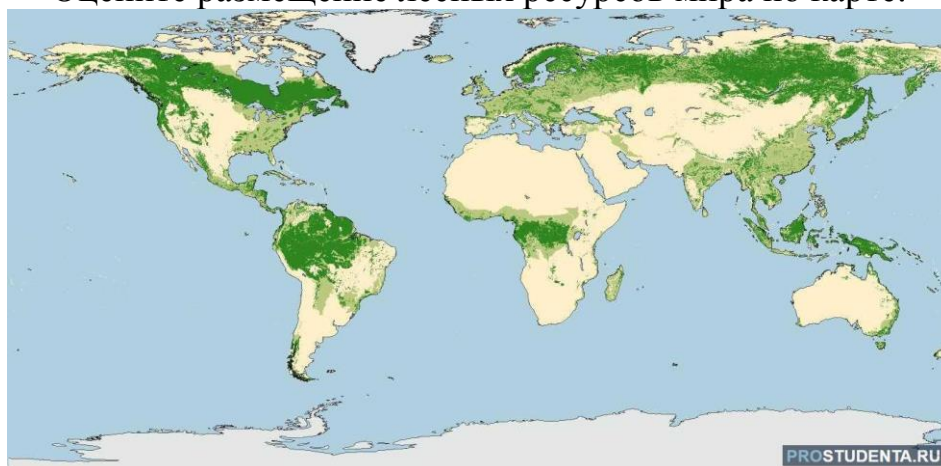 Оцените размещение лесных ресурсов мира по карте.
PROSTUDENTA.RU